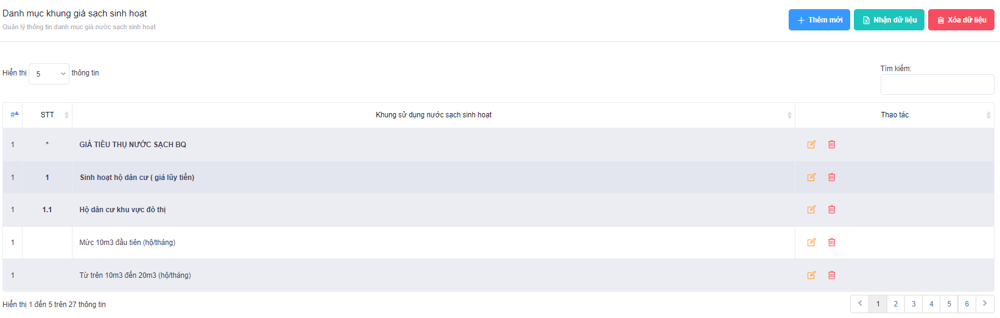 Danh mục khung giá sạch sinh hoạt
Quản lý thông tin danh mục giá nước sạch sinh hoạt
Thêm mới
Nhận dữ liệu
Xóa dữ liệu
Hiển thị 5 thông tin
Tìm kiếm:
# STT Khung sử dụng nước sạch sinh hoạt Thao tác
1 * GIÁ TIÊU THỤ NƯỚC SẠCH BQ
1 1 Sinh hoạt hộ dân cư ( giá lũy tiến)
1 1.1 Hộ dân cư khu vực đô thị
1 Mức 10m3 đầu tiên (hộ/tháng)
1 Từ trên 10m3 đến 20m3 (hộ/tháng)
Hiển thị 1 đến 5 trên 27 thông tin
1 2 3 4 5 6